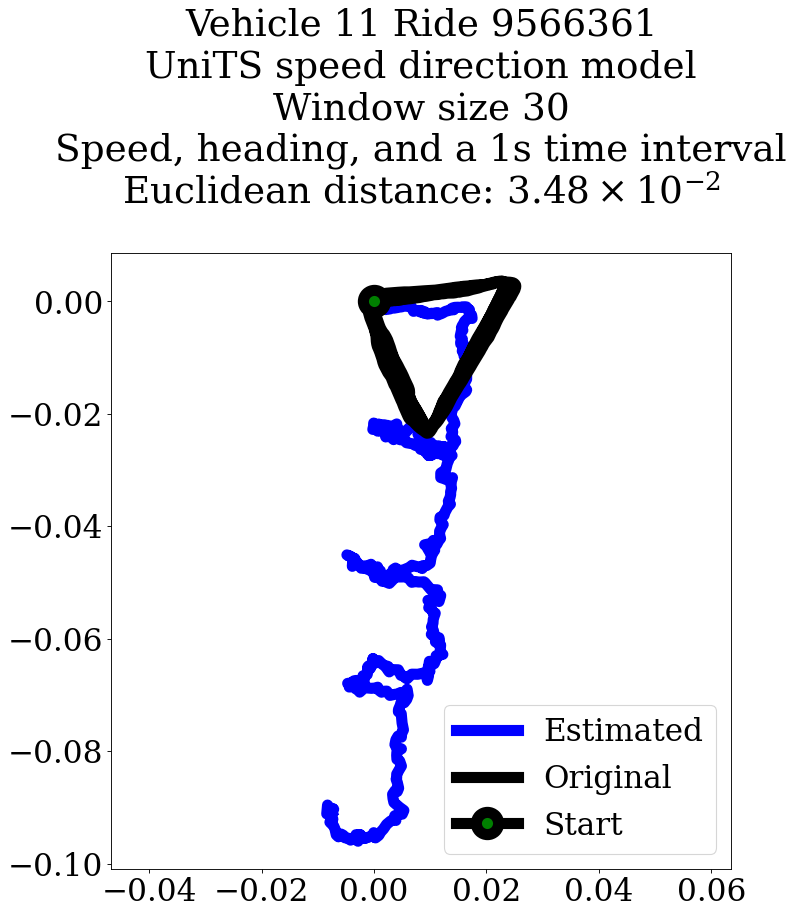 Vehicle 11 Ride 9566361
UniTS speed direction model
Window size 30
Speed, heading, and a 1s time interval
Euclidean distance: 3.48 × 10⁻²
0.00
−0.02
−0.04
−0.06
−0.08
−0.10
Estimated
Original
Start
−0.04 −0.02 0.00 0.02 0.04 0.06